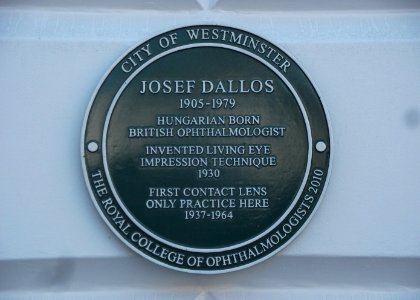 CITY OF WESTMINSTER
JOSEF DALLOS
1905-1979
HUNGARIAN BORN
BRITISH OPHTHALMOLOGIST
INVENTED LIVING EYE
IMPRESSION TECHNIQUE
1930
FIRST CONTACT LENS
ONLY PRACTICE HERE
1937-1964
THE ROYAL COLLEGE OF OPHTHALMOLOGISTS 2010